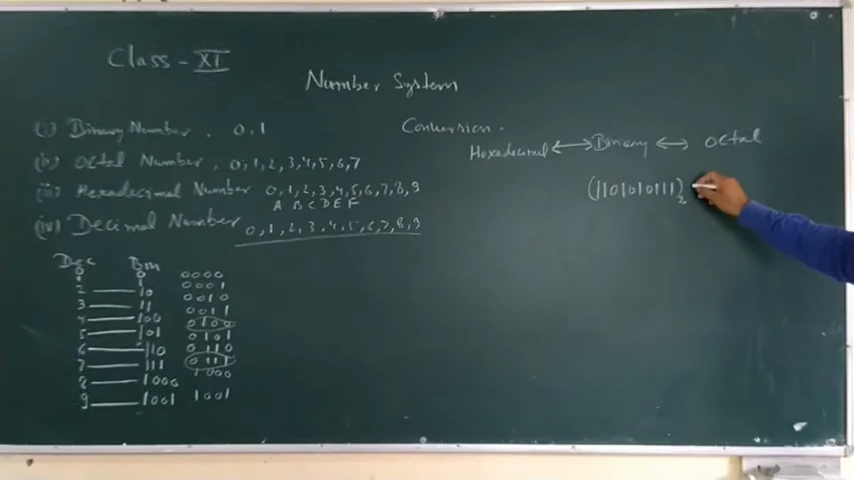 Class - XI
Number System
(i) Binary Number . 0,1
(ii) Octal Number , 0,1,2,3,4,5,6,7
(iii) Hexadecimal Number 0,1,2,3,4,5,6,7,8,9
A B C D E F
(iv) Decimal Number 0,1,2,3,4,5,6,7,8,9
Conversion .
Hexadecimal ⟷ Binary ⟷ octal
(1101010111)2
Dec Bin
0 0 0000
1 1 0001
2 — 10 0010
3 — 11 0011
4 — 100 0100
5 — 101 0101
6 — 110 0110
7 — 111 0111
8 — 1000 1000
9 — 1001 1001